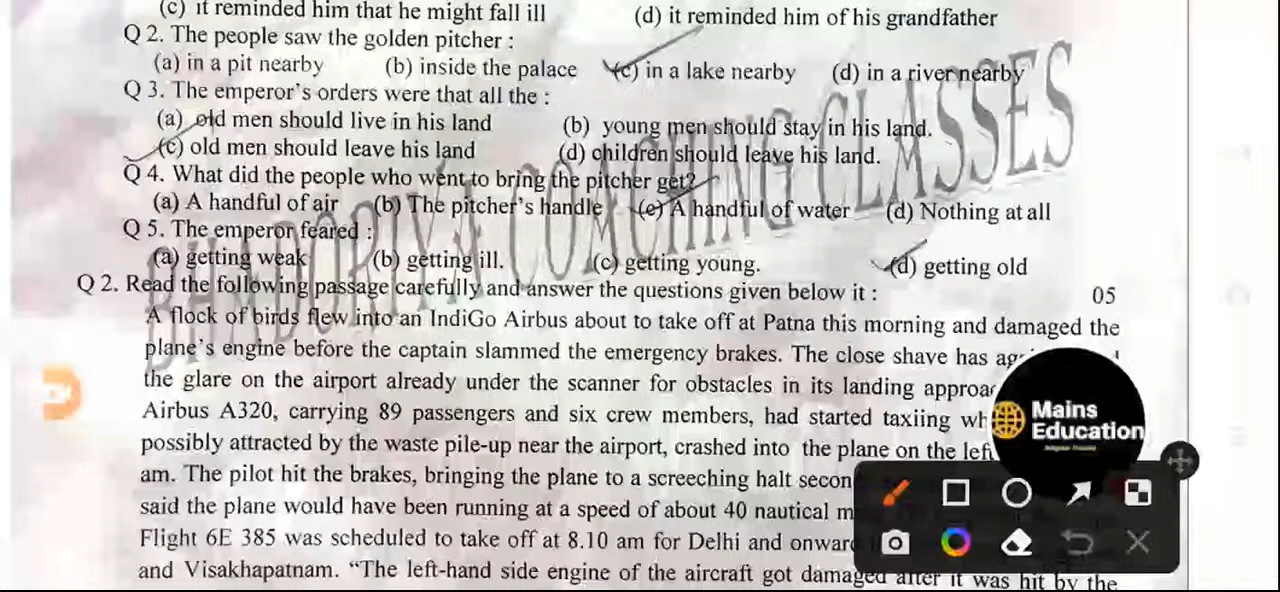 (c) it reminded him that he might fall ill (d) it reminded him of his grandfather
Q 2. The people saw the golden pitcher :
(a) in a pit nearby (b) inside the palace (c) in a lake nearby (d) in a river nearby
Q 3. The emperor's orders were that all the :
(a) old men should live in his land (b) young men should stay in his land.
(c) old men should leave his land (d) children should leave his land.
Q 4. What did the people who went to bring the pitcher get?
(a) A handful of air (b) The pitcher's handle (c) A handful of water (d) Nothing at all
Q 5. The emperor feared :
(a) getting weak (b) getting ill. (c) getting young. (d) getting old
Q 2. Read the following passage carefully and answer the questions given below it : 05
A flock of birds flew into an IndiGo Airbus about to take off at Patna this morning and damaged the
plane's engine before the captain slammed the emergency brakes. The close shave has
the glare on the airport already under the scanner for obstacles in its landing
Airbus A320, carrying 89 passengers and six crew members, had started taxiing
possibly attracted by the waste pile-up near the airport, crashed into the plane on the
am. The pilot hit the brakes, bringing the plane to a screeching halt
said the plane would have been running at a speed of about 40 nautical
Flight 6E 385 was scheduled to take off at 8.10 am for Delhi and
and Visakhapatnam. “The left-hand side engine of the aircraft got damaged after it was hit by the
BHADORIYA COACHING CLASSES
Mains
Education